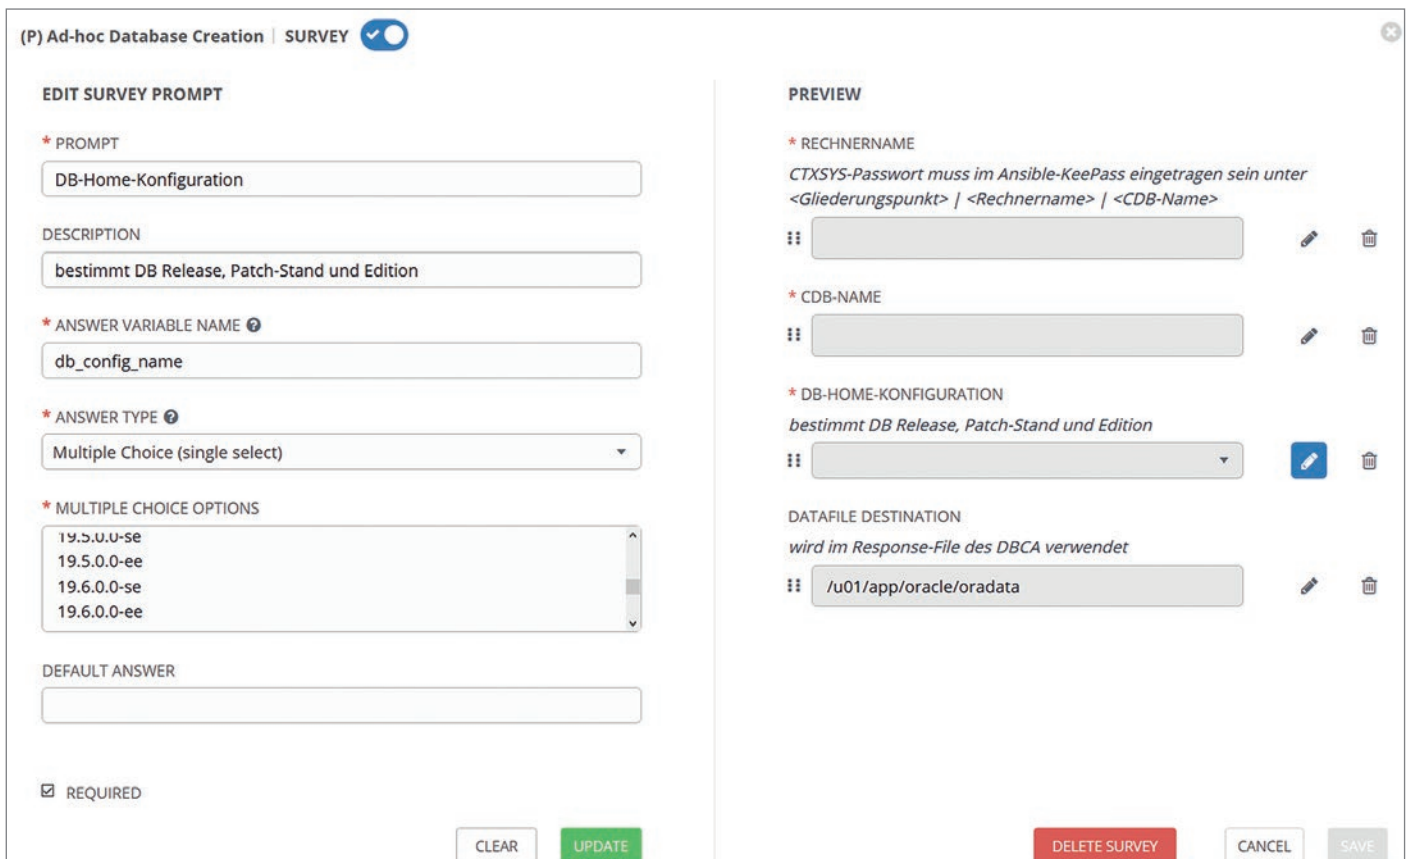 (P) Ad-hoc Database Creation | SURVEY
EDIT SURVEY PROMPT
* PROMPT
DB-Home-Konfiguration
DESCRIPTION
bestimmt DB Release, Patch-Stand und Edition
* ANSWER VARIABLE NAME
db_config_name
* ANSWER TYPE
Multiple Choice (single select)
* MULTIPLE CHOICE OPTIONS
19.5.0.0-se
19.5.0.0-ee
19.6.0.0-se
19.6.0.0-ee
DEFAULT ANSWER
REQUIRED
CLEAR
UPDATE
PREVIEW
* RECHNERNAME
CTXSYS-Passwort muss im Ansible-KeePass eingetragen sein unter
<Gliederungspunkt> | <Rechnername> | <CDB-Name>
* CDB-NAME
* DB-HOME-KONFIGURATION
bestimmt DB Release, Patch-Stand und Edition
DATAFILE DESTINATION
wird im Response-File des DBCA verwendet
/u01/app/oracle/oradata
DELETE SURVEY
CANCEL
SAVE